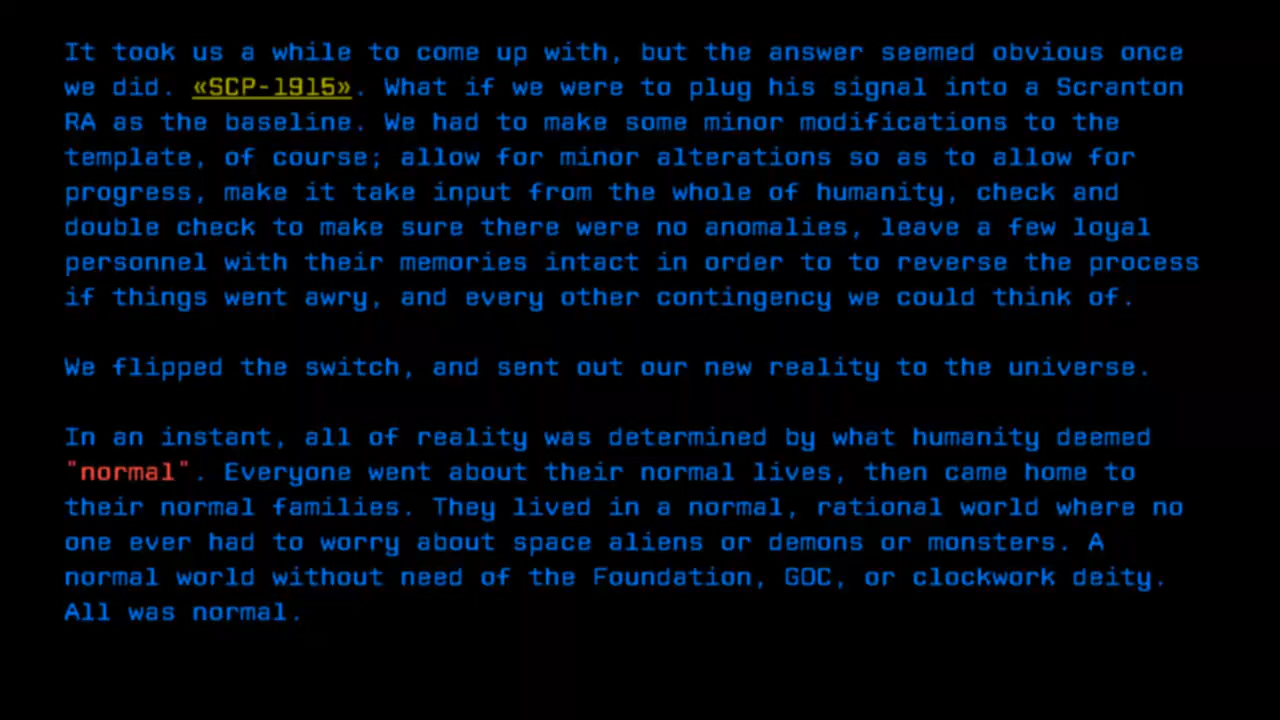 It took us a while to come up with, but the answer seemed obvious once
we did. «SCP-1915». What if we were to plug his signal into a Scranton
RA as the baseline. We had to make some minor modifications to the
template, of course; allow for minor alterations so as to allow for
progress, make it take input from the whole of humanity, check and
double check to make sure there were no anomalies, leave a few loyal
personnel with their memories intact in order to to reverse the process
if things went awry, and every other contingency we could think of.
We flipped the switch, and sent out our new reality to the universe.
In an instant, all of reality was determined by what humanity deemed
"normal". Everyone went about their normal lives, then came home to
their normal families. They lived in a normal, rational world where no
one ever had to worry about space aliens or demons or monsters. A
normal world without need of the Foundation, GOC, or clockwork deity.
All was normal.